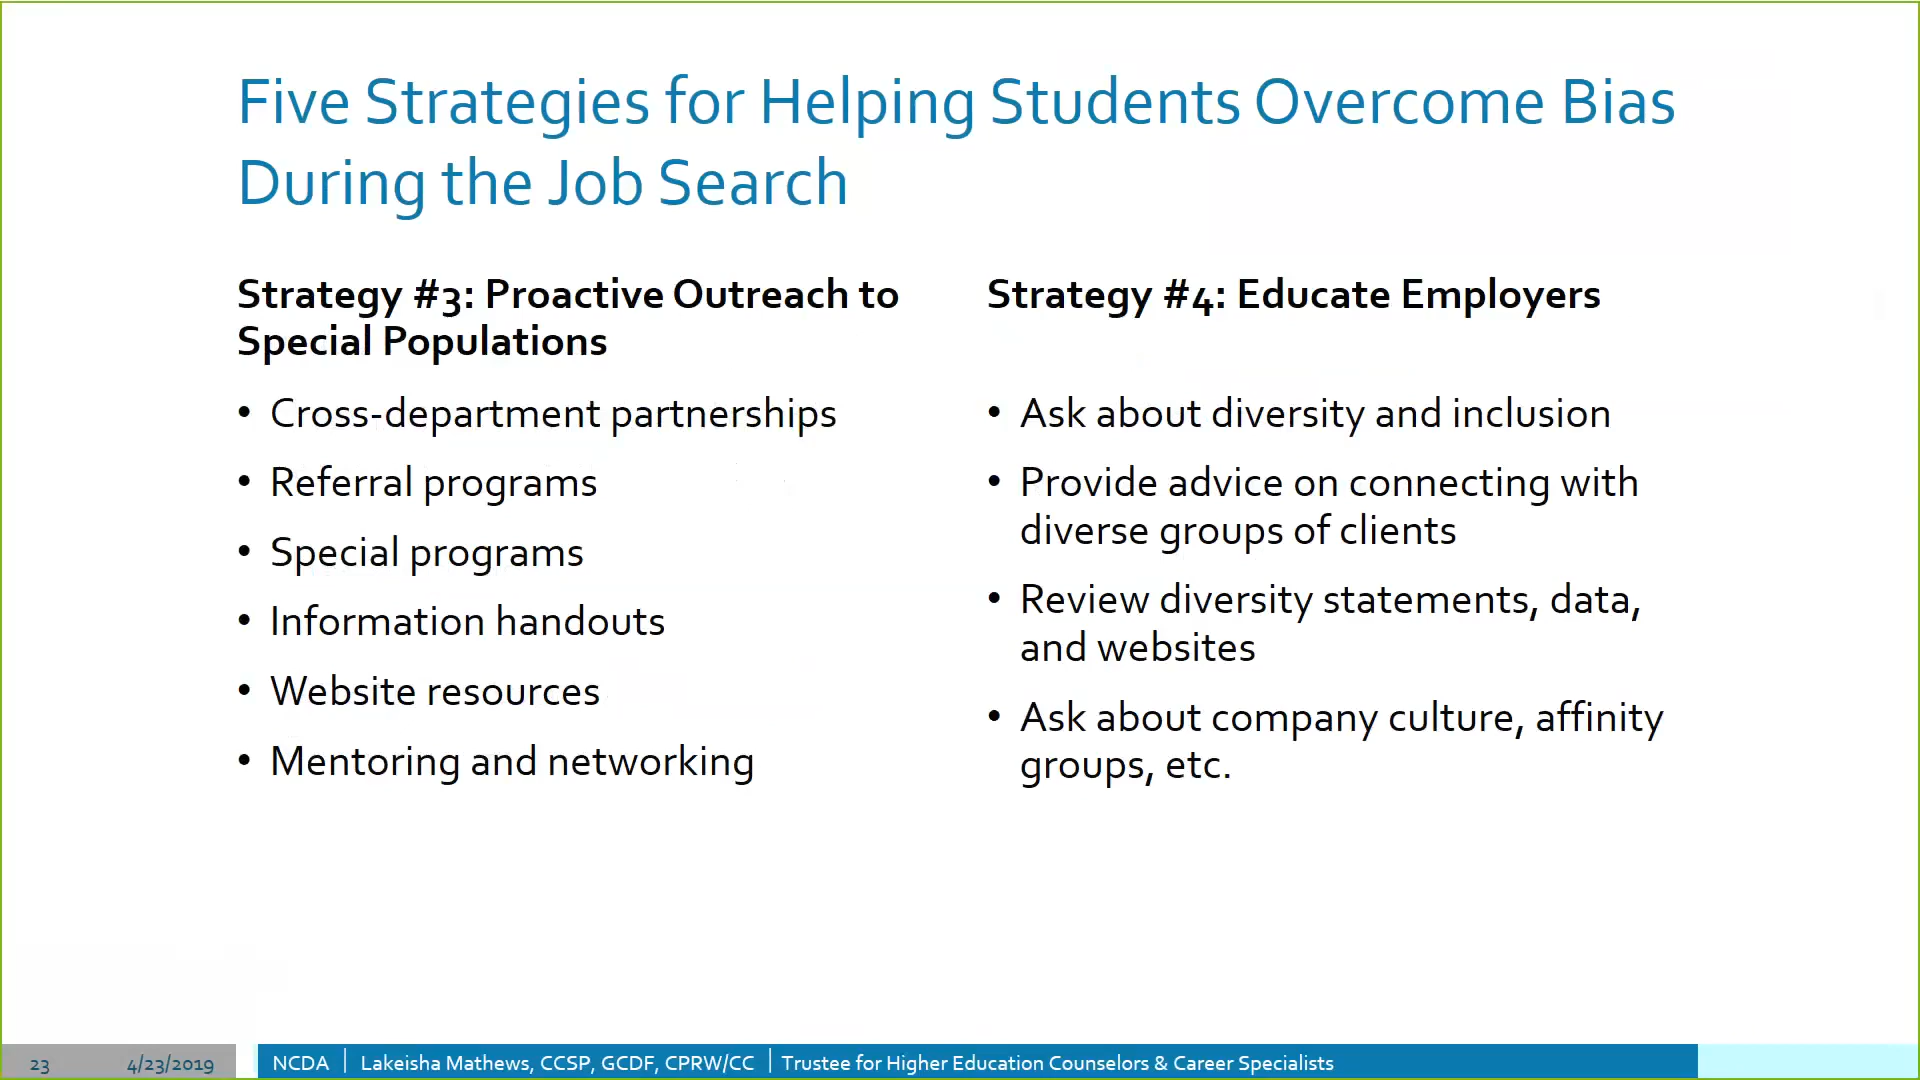 Five Strategies for Helping Students Overcome Bias
During the Job Search
Strategy #3: Proactive Outreach to
Special Populations
• Cross-department partnerships
• Referral programs
• Special programs
• Information handouts
• Website resources
• Mentoring and networking
Strategy #4: Educate Employers
• Ask about diversity and inclusion
• Provide advice on connecting with
diverse groups of clients
• Review diversity statements, data,
and websites
• Ask about company culture, affinity
groups, etc.
23 4/23/2019 NCDA | Lakeisha Mathews, CCSP, GCDF, CPRW/CC | Trustee for Higher Education Counselors & Career Specialists